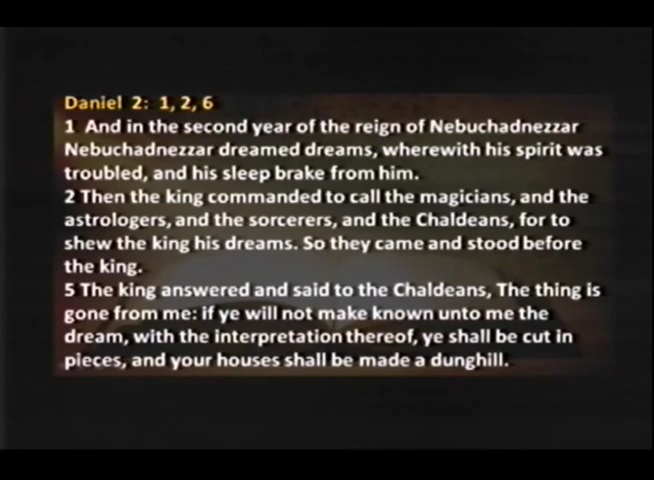 Daniel 2: 1, 2, 6
1 And in the second year of the reign of Nebuchadnezzar
Nebuchadnezzar dreamed dreams, wherewith his spirit was
troubled, and his sleep brake from him.
2 Then the king commanded to call the magicians, and the
astrologers, and the sorcerers, and the Chaldeans, for to
shew the king his dreams. So they came and stood before
the king.
5 The king answered and said to the Chaldeans, The thing is
gone from me: if ye will not make known unto me the
dream, with the interpretation thereof, ye shall be cut in
pieces, and your houses shall be made a dunghill.